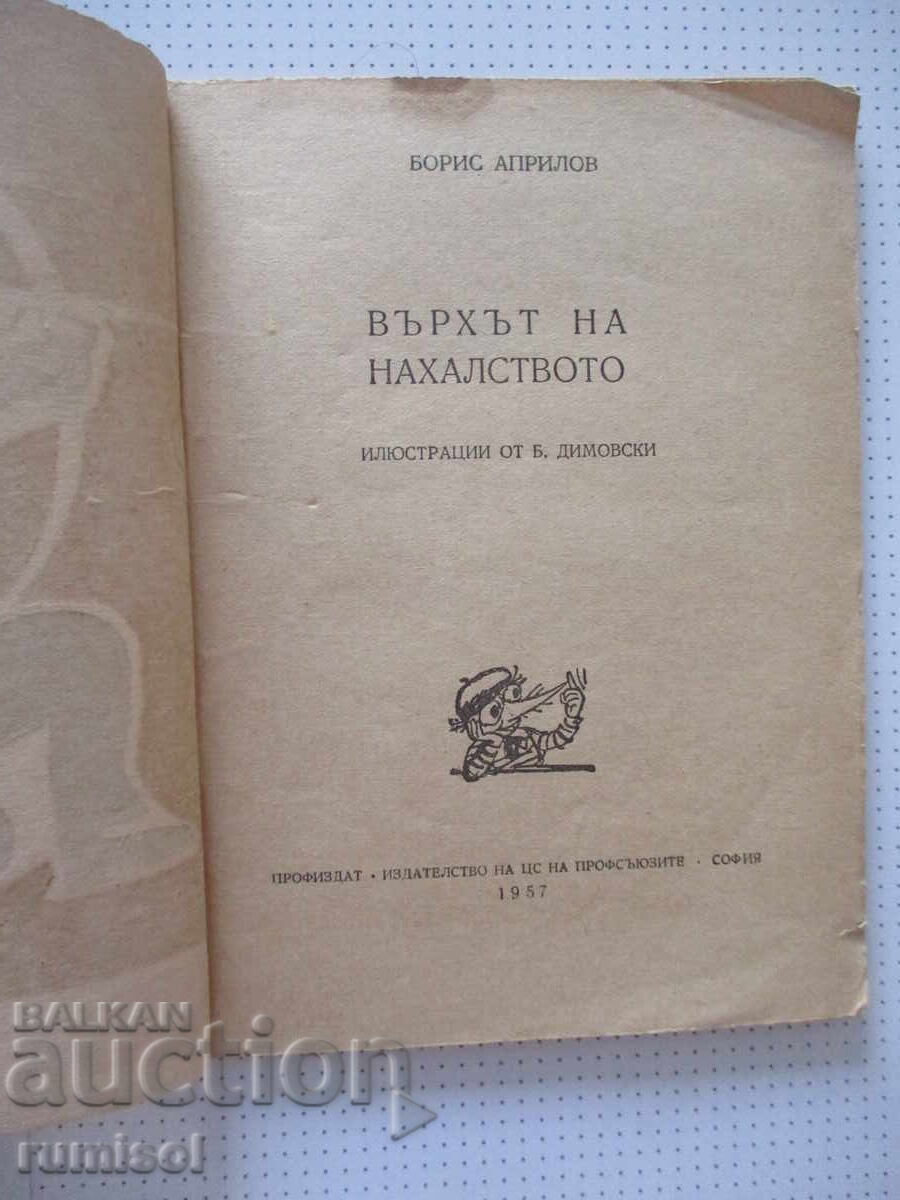 БОРИС АПРИЛОВ
ВЪРХЪТ НА
НАХАЛСТВОТО
ИЛЮСТРАЦИИ ОТ Б. ДИМОВСКИ
ПРОФИЗДАТ · ИЗДАТЕЛСТВО НА ЦС НА ПРОФСЪЮЗИТЕ · СОФИЯ
1957
BALKAN
auction
rumisol